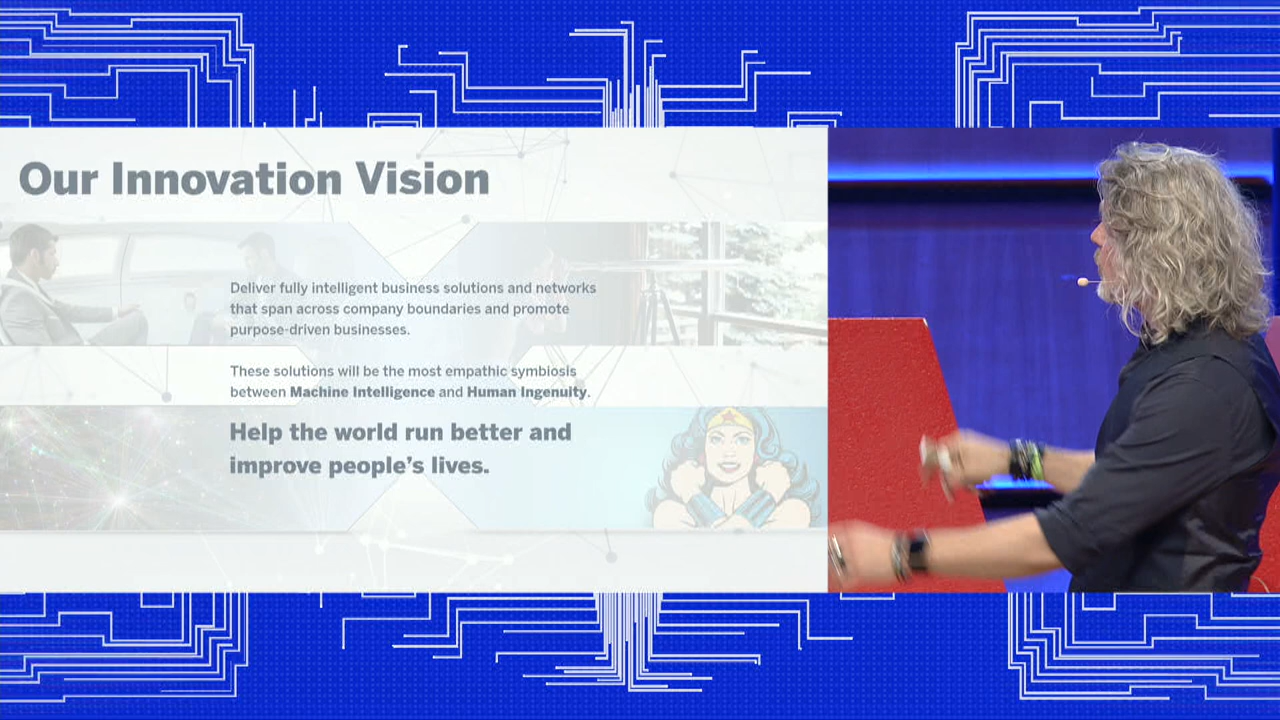 Our Innovation Vision
Deliver fully intelligent business solutions and networks
that span across company boundaries and promote
purpose-driven businesses.
These solutions will be the most empathic symbiosis
between Machine Intelligence and Human Ingenuity.
Help the world run better and
improve people’s lives.